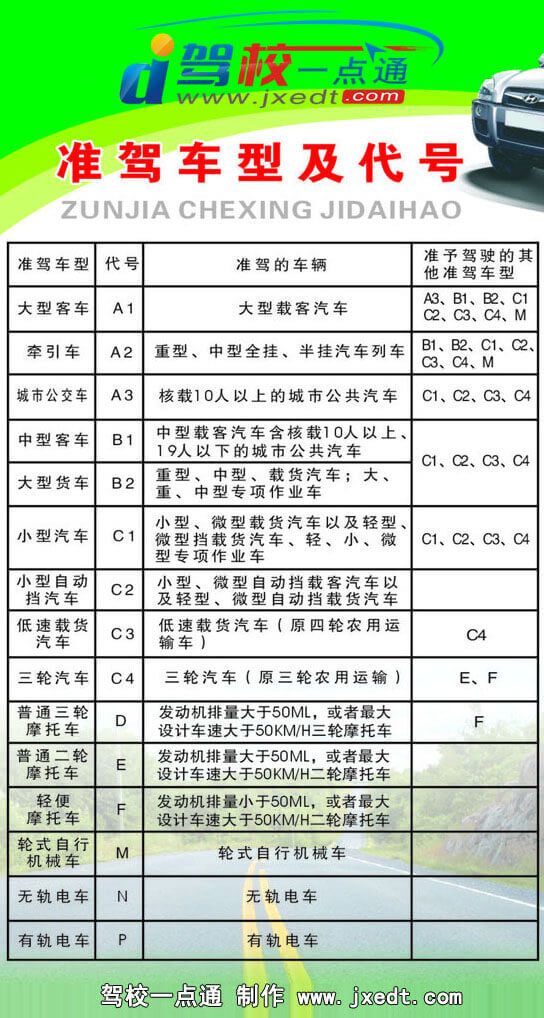 驾校一点通
www.jxedt.com
准驾车型及代号
ZUNJIA CHEXING JIDAIHAO
准驾车型 代号 准驾的车辆 准予驾驶的其
他准驾车型
大型客车 A1 大型载客汽车 A3、B1、B2、C1
C2、C3、C4、M
牵引车 A2 重型、中型全挂、半挂汽车列车 B1、B2、C1、C2、
C3、C4、M
城市公交车 A3 核载10人以上的城市公共汽车 C1、C2、C3、C4
中型客车 B1 中型载客汽车含核载10人以上、
19人以下的城市公共汽车
C1、C2、C3、C4
大型货车 B2 重型、中型、载货汽车；大、
重、中型专项作业车
小型汽车 C1 小型、微型载货汽车以及轻型、
微型挡载货汽车、轻、小、微
型专项作业车
C1、C2、C3、C4
小型自动
挡汽车
C2 小型、微型自动挡载客汽车以
及轻型、微型自动挡载货汽车
低速载货
汽车
C3 低速载货汽车（原四轮农用运
输车）
C4
三轮汽车 C4 三轮汽车（原三轮农用运输） E、F
普通三轮
摩托车
D 发动机排量大于50ML，或者最大
设计车速大于50KM/H三轮摩托车
F
普通二轮
摩托车
E 发动机排量大于50ML，或者最大
设计车速大于50KM/H二轮摩托车
轻便
摩托车
F 发动机排量小于50ML，或者最大
设计车速大于50KM/H二轮摩托车
轮式自行
机械车
M 轮式自行机械车
无轨电车 N 无轨电车
有轨电车 P 有轨电车
驾校一点通 制作 www.jxedt.com